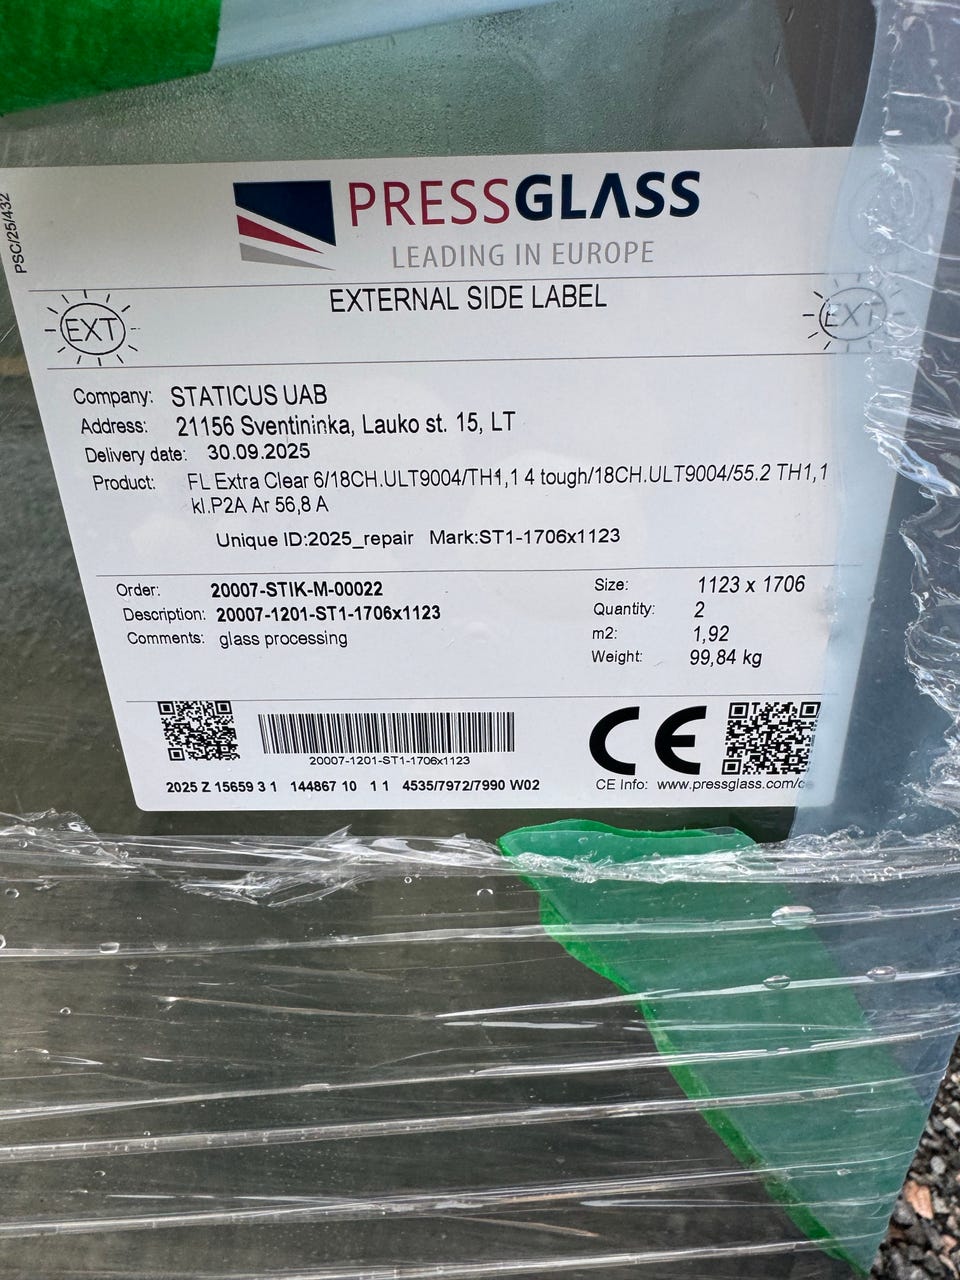 PSC/25/432
PRESSGLASS
LEADING IN EUROPE
EXTERNAL SIDE LABEL
EXT
EXT
Company: STATICUS UAB
Address: 21156 Sventininka, Lauko st. 15, LT
Delivery date: 30.09.2025
Product: FL Extra Clear 6/18CH.ULT9004/TH1,1 4 tough/18CH.ULT9004/55.2 TH1,1
kl.P2A Ar 56,8 A
Unique ID:2025_repair Mark:ST1-1706x1123
Order: 20007-STIK-M-00022
Size: 1123 x 1706
Description: 20007-1201-ST1-1706x1123
Quantity: 2
Comments: glass processing
m2: 1,92
Weight: 99,84 kg
20007-1201-ST1-1706x1123
CE
2025 Z 15659 3 1 144867 10 1 1 4535/7972/7990 W02
CE Info: www.pressglass.com/ce